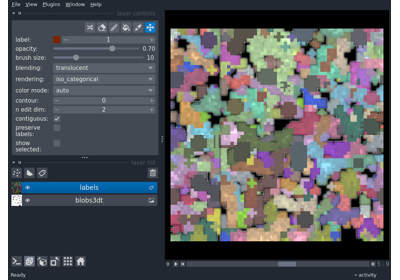 File View Plugins Window Help
layer controls
label: 1
opacity: 0.70
brush size: 10
blending: translucent
rendering: iso_categorical
color mode: auto
contour: 0
n edit dim: 2
contiguous:
preserve
labels:
show
selected:
layer list
labels
blobs3dt
Ready
activity